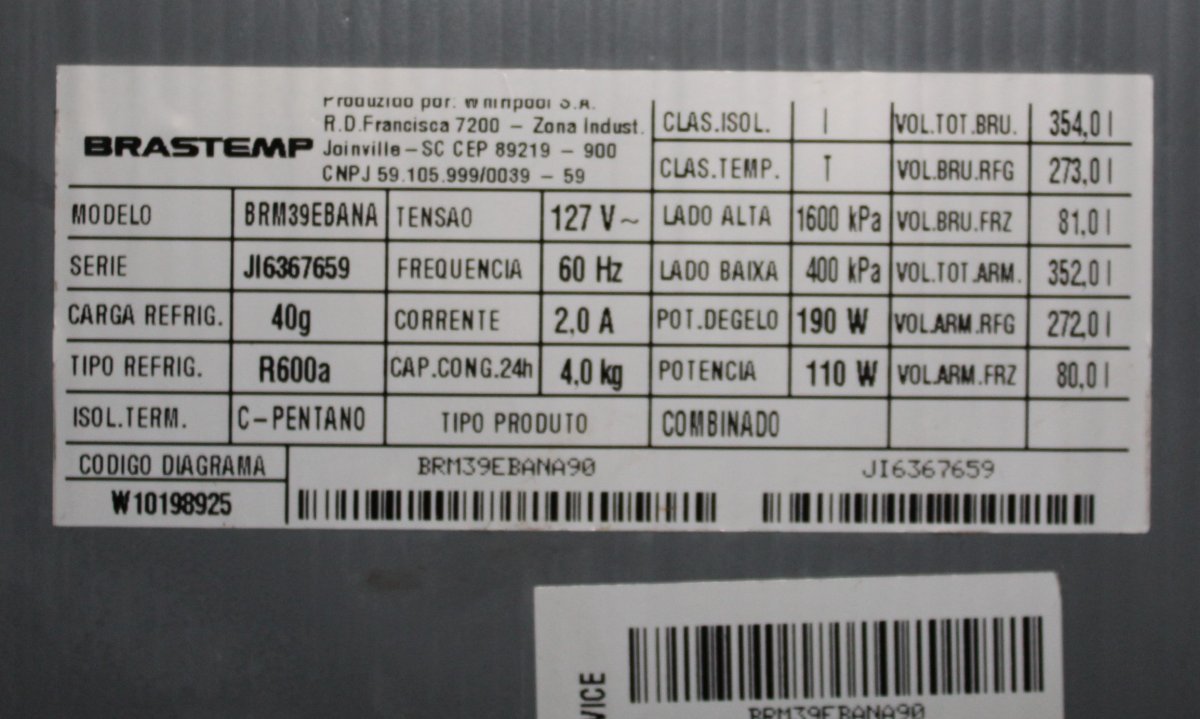 Produzido por: Whirlpool S.A.
R.D.Francisca 7200 – Zona Indust.
BRASTEMP Joinville – SC CEP 89219 – 900
CNPJ 59.105.999/0039 – 59
CLAS.ISOL. I VOL.TOT.BRU. 354,0 l
CLAS.TEMP. T VOL.BRU.RFG 273,0 l
MODELO BRM39EBANA TENSAO 127 V~ LADO ALTA 1600 kPa VOL.BRU.FRZ 81,0 l
SERIE JI6367659 FREQUENCIA 60 Hz LADO BAIXA 400 kPa VOL.TOT.ARM. 352,0 l
CARGA REFRIG. 40g CORRENTE 2,0 A POT.DEGELO 190 W VOL.ARM.RFG 272,0 l
TIPO REFRIG. R600a CAP.CONG.24h 4,0 kg POTENCIA 110 W VOL.ARM.FRZ 80,0 l
ISOL.TERM. C-PENTANO TIPO PRODUTO COMBINADO
CODIGO DIAGRAMA BRM39EBANA90 JI6367659
W10198925
VICE
BRM39EBANA90